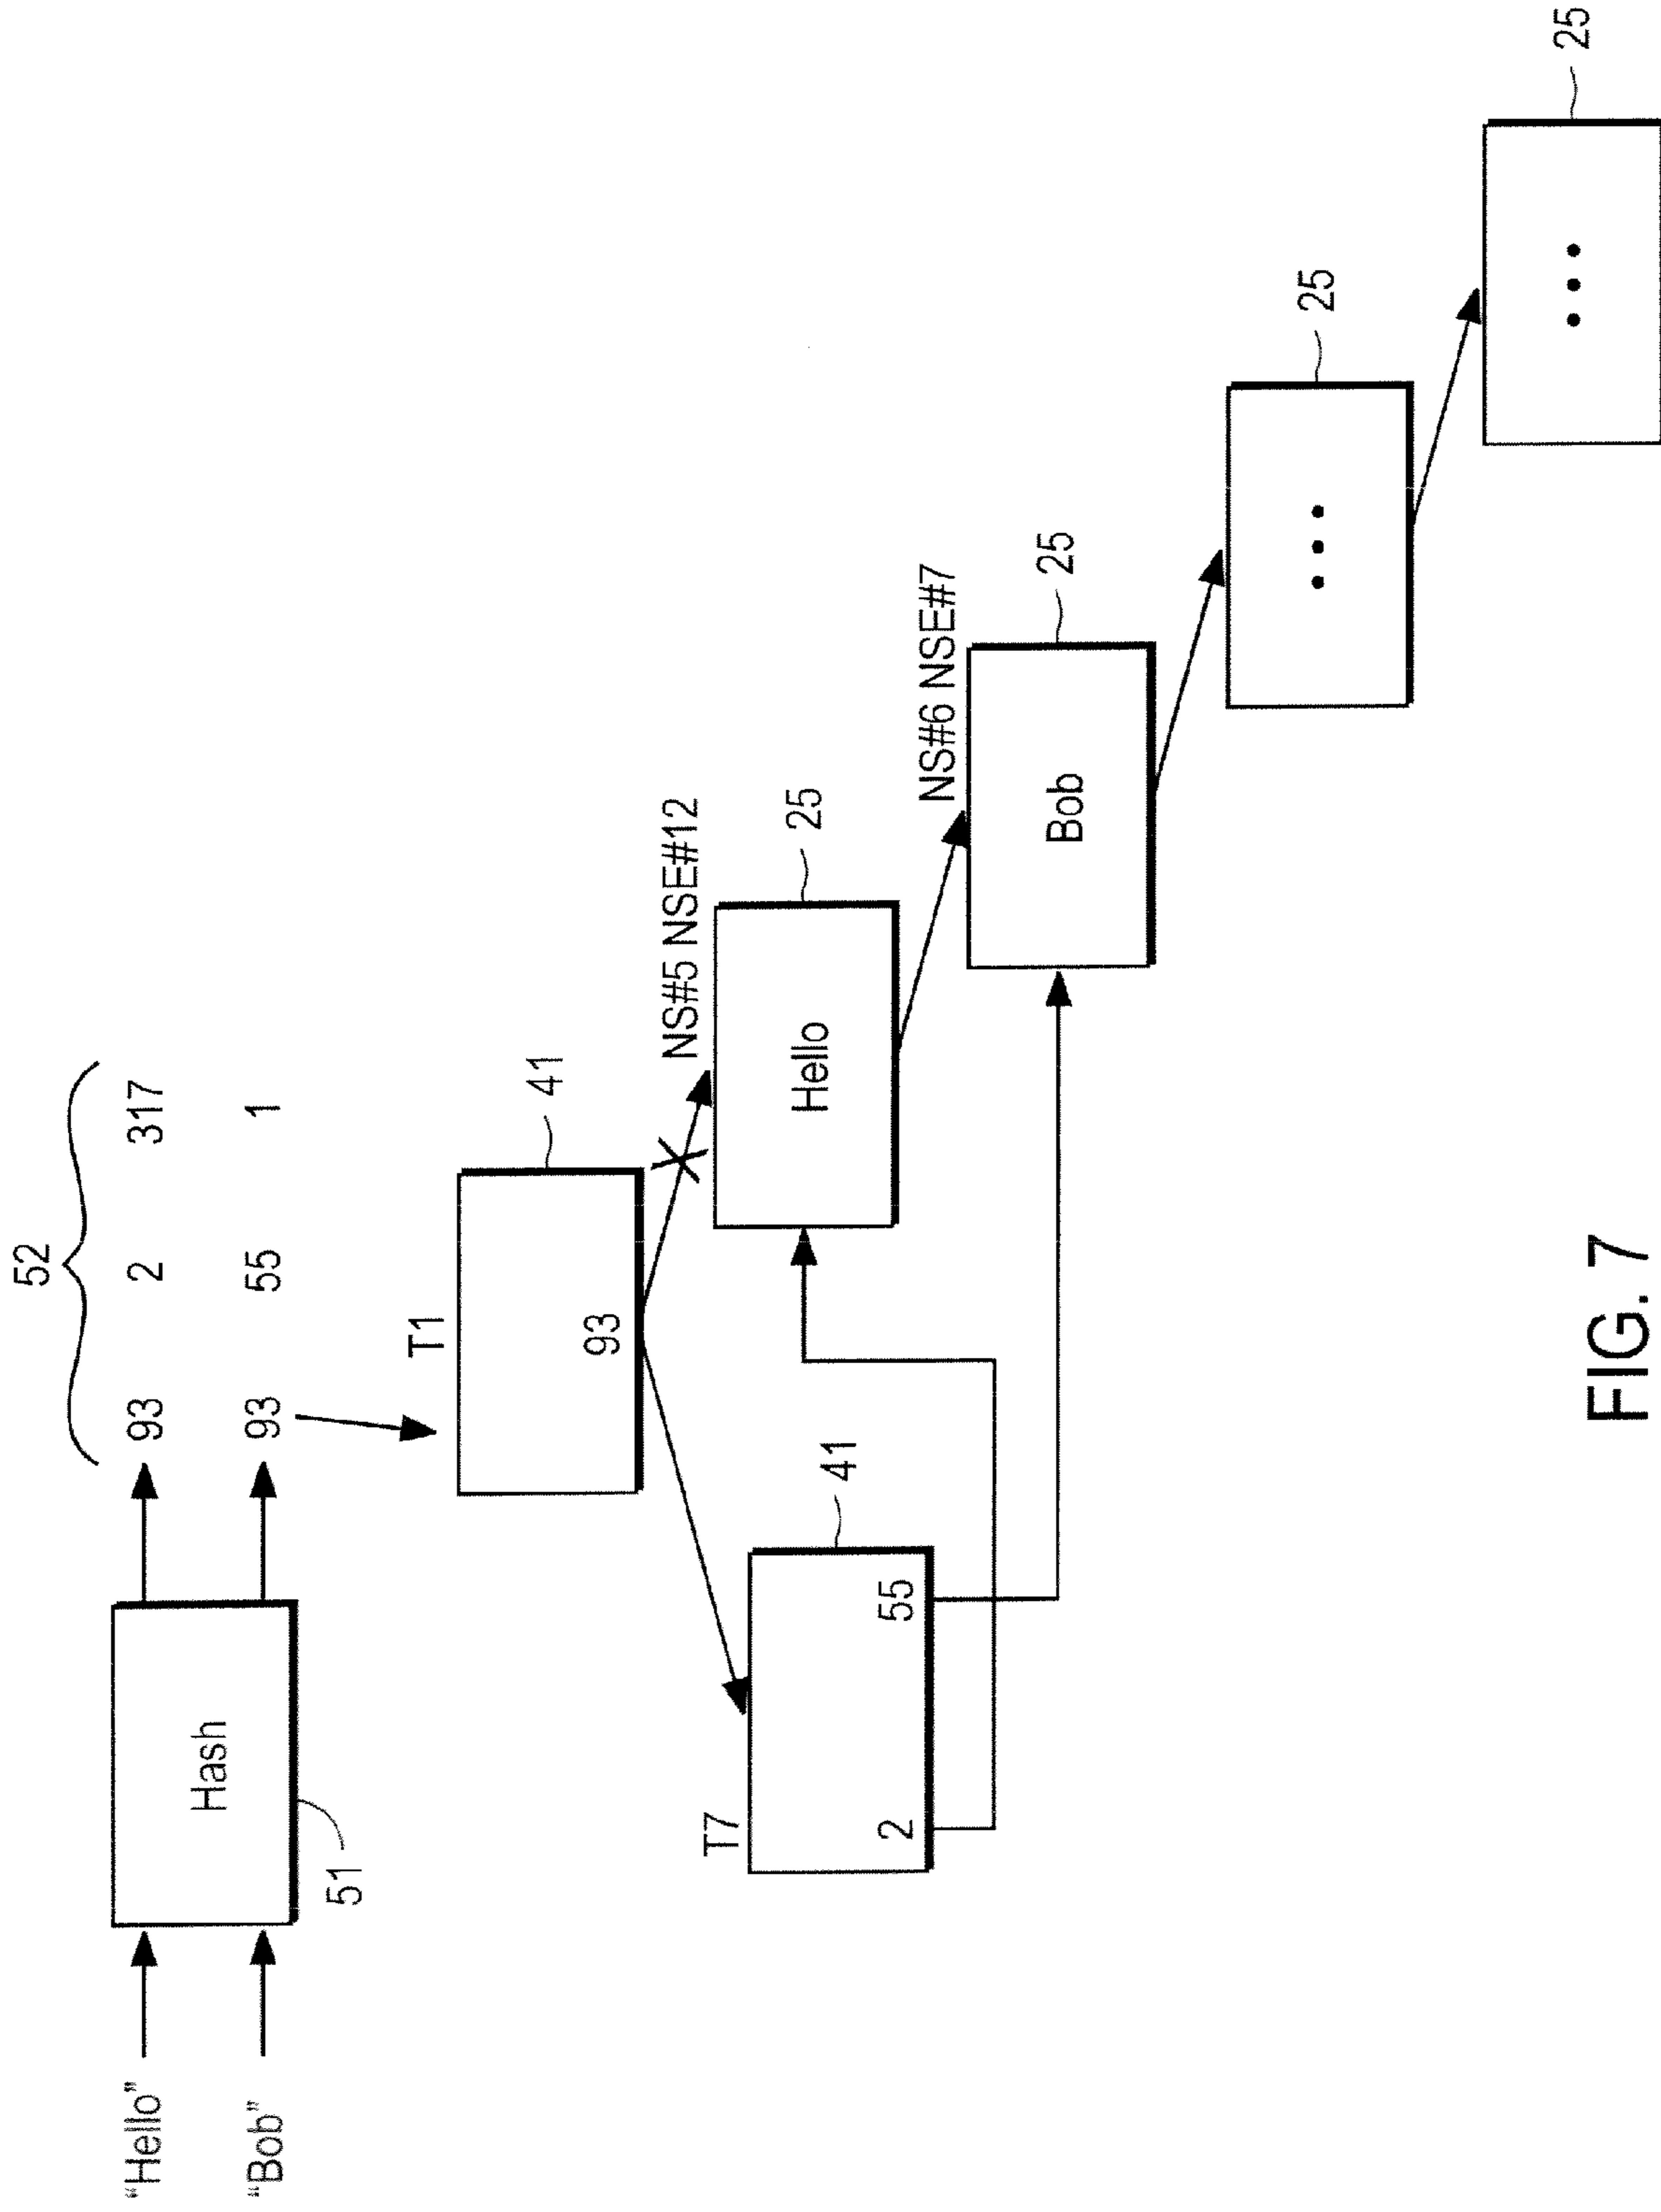 52
"Hello"
Hash
93 2 317
"Bob"
93 55 1
51
T1
41
93
NS#5 NSE#12
T7
41
2 55
Hello
25
NS#6 NSE#7
Bob
25
• • •
25
• • •
25
FIG. 7